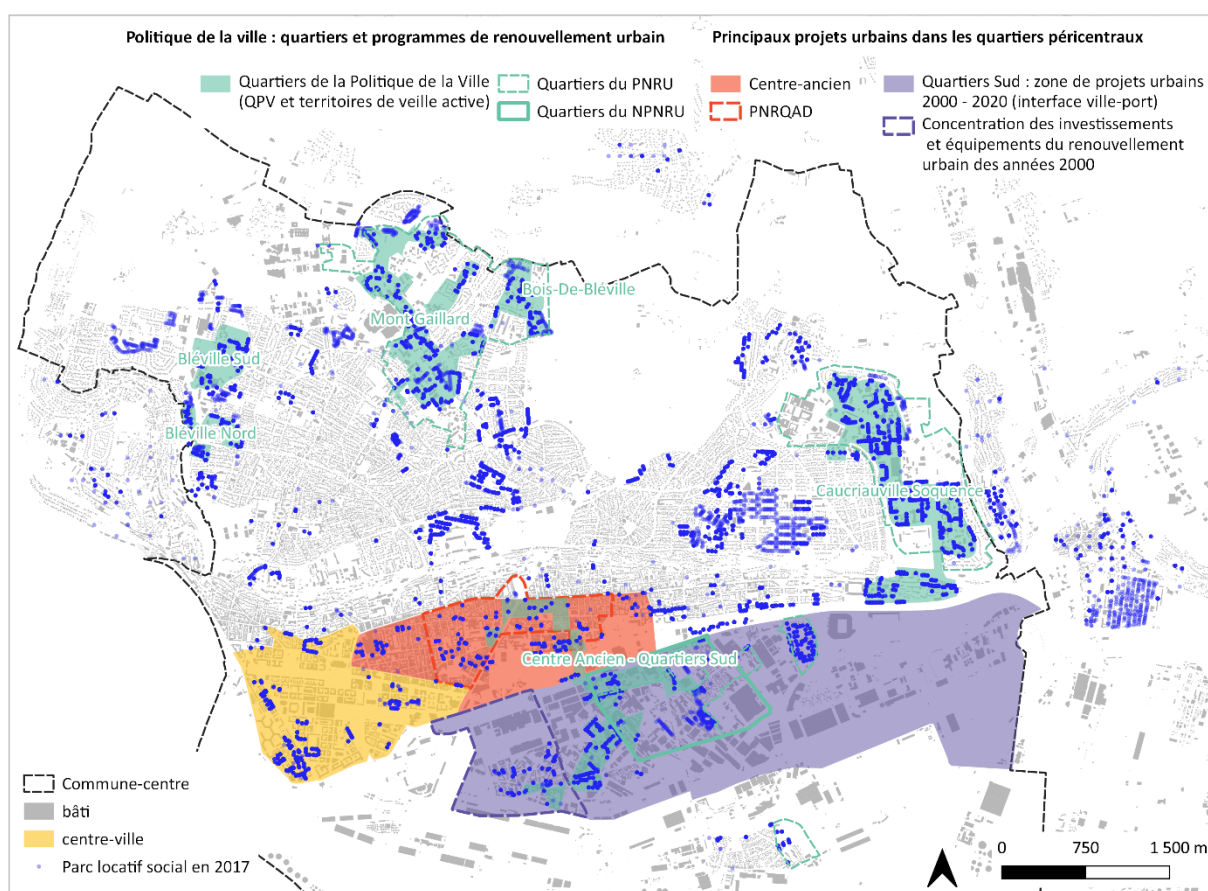 Politique de la ville : quartiers et programmes de renouvellement urbain
Principaux projets urbains dans les quartiers péricentraux
Quartiers de la Politique de la Ville
(QPV et territoires de veille active)
Quartiers du PNRU
Quartiers du NPNRU
Centre-ancien
PNRQAD
Quartiers Sud : zone de projets urbains
2000 - 2020 (interface ville-port)
Concentration des investissements
et équipements du renouvellement
urbain des années 2000
Bois-De-Bléville
Mont Gaillard
Bléville Sud
Bléville Nord
Caucriauville Soquence
Centre Ancien - Quartiers Sud
Commune-centre
bâti
centre-ville
Parc locatif social en 2017
0 750 1 500 m